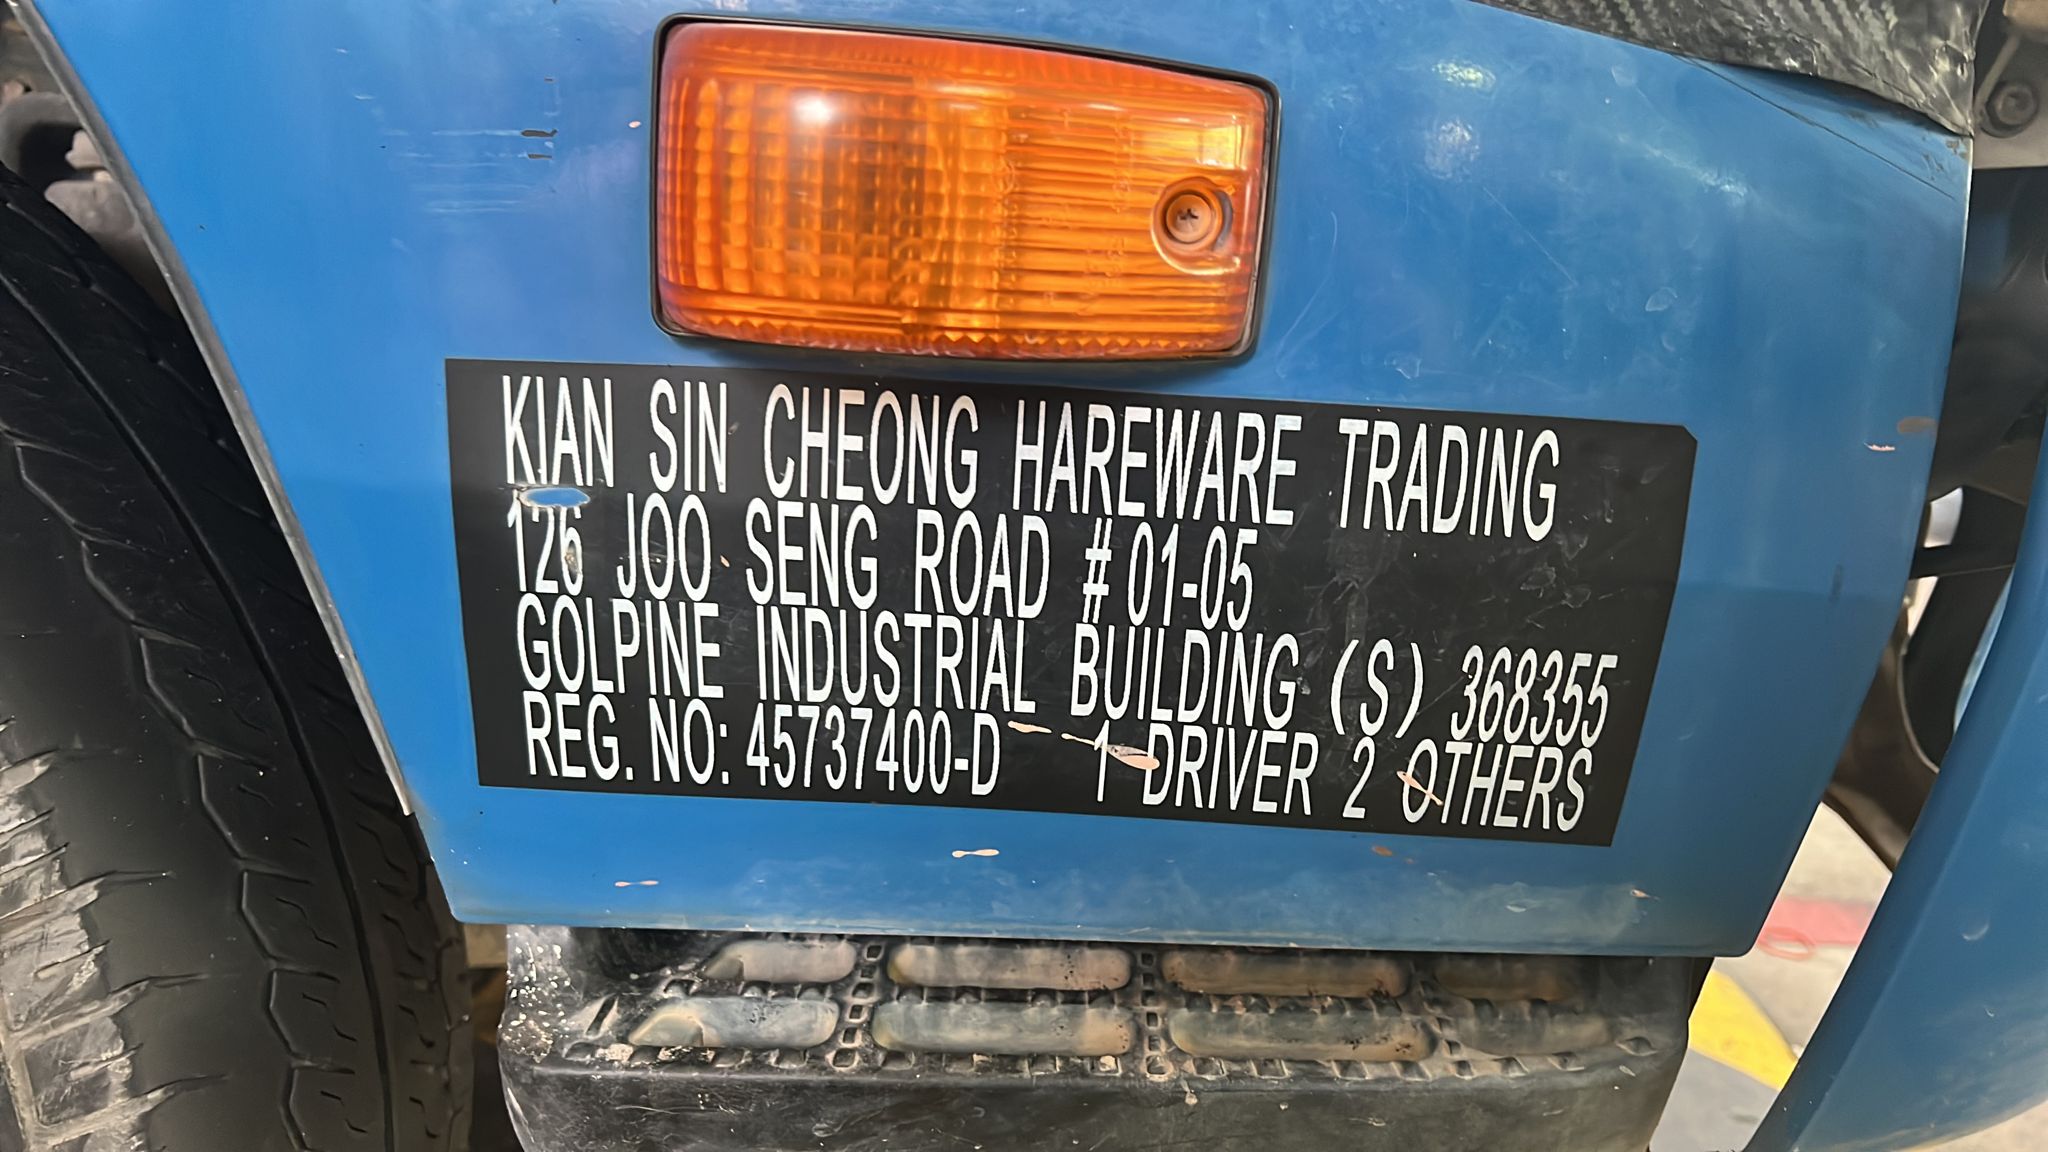 KIAN SIN CHEONG HAREWARE TRADING
126 JOO SENG ROAD # 01-05
GOLPINE INDUSTRIAL BUILDING (S) 368355
REG. NO: 45737400-D 1 DRIVER 2 OTHERS